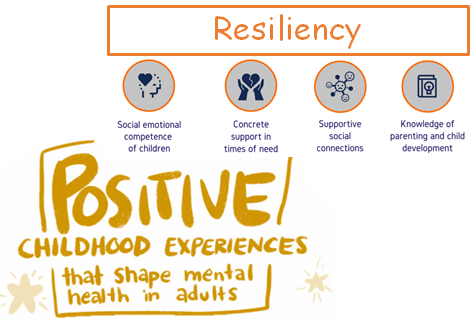 Resiliency
Social emotional
competence
of children
Concrete
support in
times of need
Supportive
social
connections
Knowledge of
parenting and child
development
POSITIVE
CHILDHOOD EXPERIENCES
that shape mental
health in adults